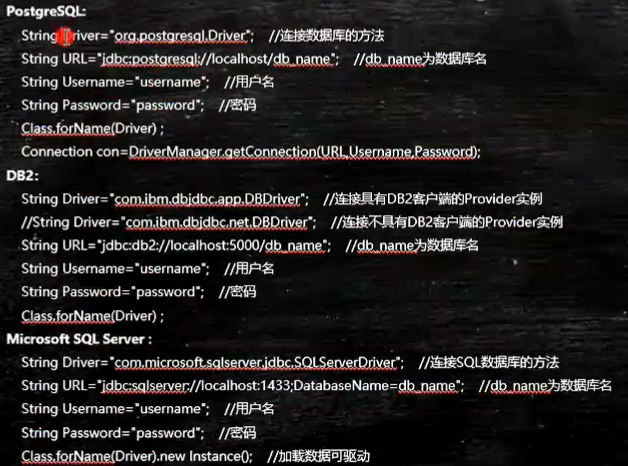 PostgreSQL:
String Driver="org.postgresql.Driver"; //连接数据库的方法
String URL="jdbc:postgresql://localhost/db_name"; //db_name为数据库名
String Username="username"; //用户名
String Password="password"; //密码
Class.forName(Driver) ;
Connection con=DriverManager.getConnection(URL,Username,Password);
DB2:
String Driver="com.ibm.dbjdbc.app.DBDriver"; //连接具有DB2客户端的Provider实例
//String Driver="com.ibm.dbjdbc.net.DBDriver"; //连接不具有DB2客户端的Provider实例
String URL="jdbc:db2://localhost:5000/db_name"; //db_name为数据库名
String Username="username"; //用户名
String Password="password"; //密码
Class.forName(Driver) ;
Microsoft SQL Server :
String Driver="com.microsoft.sqlserver.jdbc.SQLServerDriver"; //连接SQL数据库的方法
String URL="jdbc:sqlserver://localhost:1433;DatabaseName=db_name"; //db_name为数据库名
String Username="username"; //用户名
String Password="password"; //密码
Class.forName(Driver).new Instance(); //加载数据可驱动